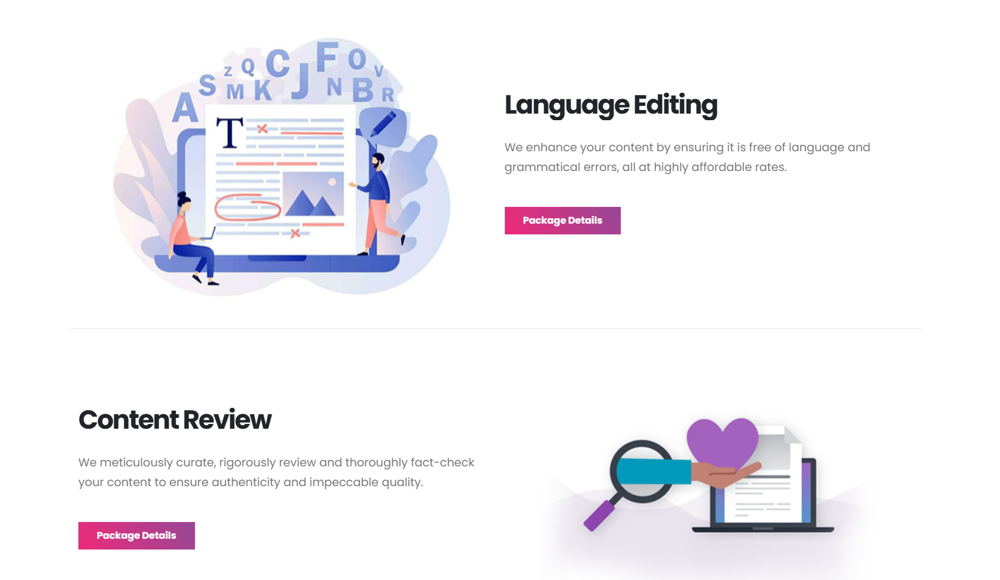 A S Z Q C J F O V
M K N B R
T
Language Editing
We enhance your content by ensuring it is free of language and
grammatical errors, all at highly affordable rates.
Package Details
Content Review
We meticulously curate, rigorously review and thoroughly fact-check
your content to ensure authenticity and impeccable quality.
Package Details